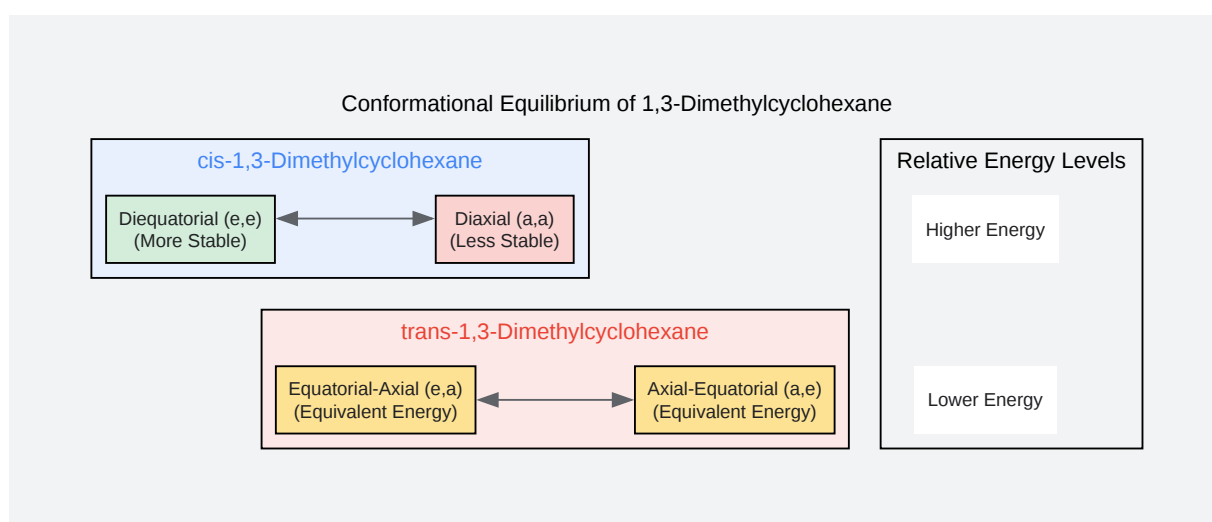 Conformational Equilibrium of 1,3-Dimethylcyclohexane
cis-1,3-Dimethylcyclohexane
Diequatorial (e,e)
(More Stable)
Diaxial (a,a)
(Less Stable)
trans-1,3-Dimethylcyclohexane
Equatorial-Axial (e,a)
(Equivalent Energy)
Axial-Equatorial (a,e)
(Equivalent Energy)
Relative Energy Levels
Higher Energy
Lower Energy